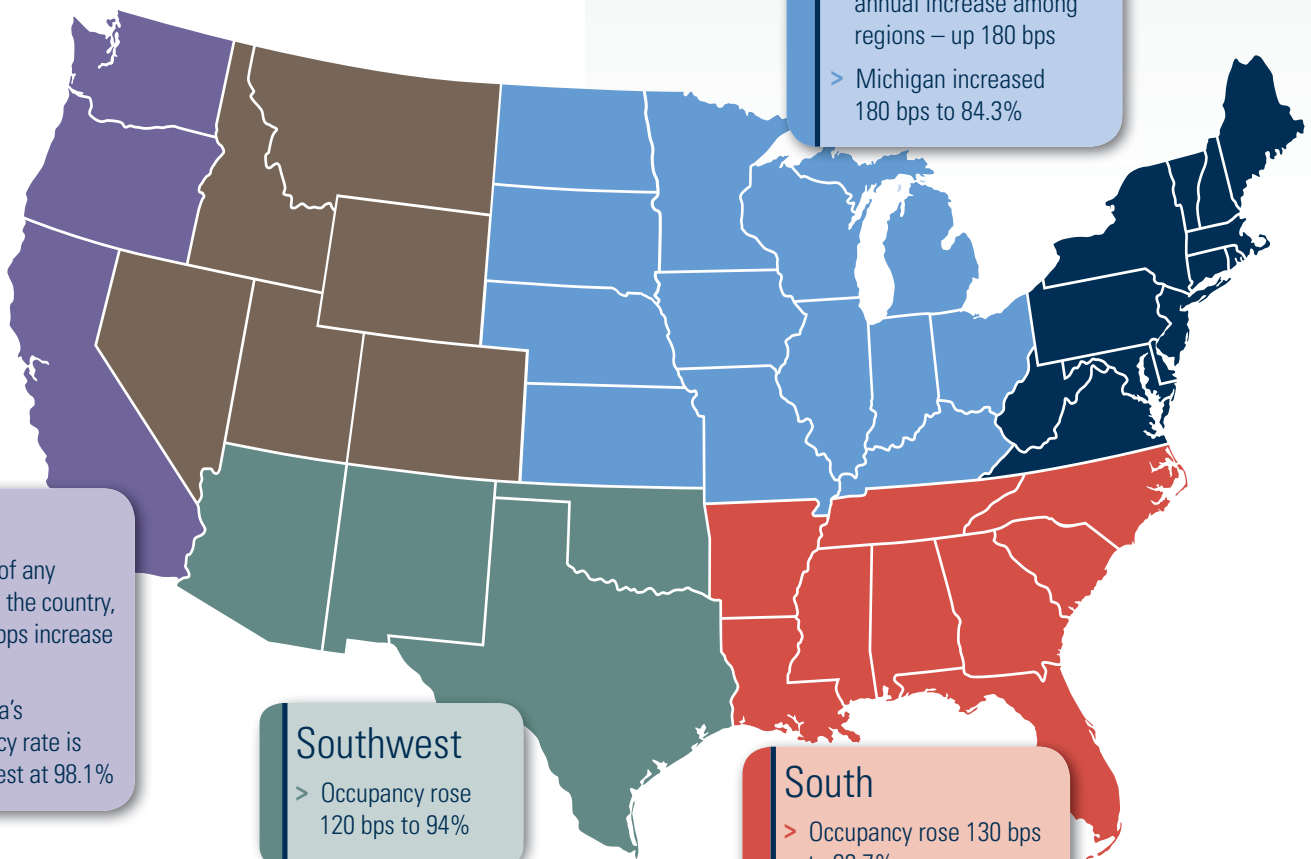 annual increase among
regions – up 180 bps
> Michigan increased
180 bps to 84.3%
of any
the country,
bps increase
a's
cy rate is
est at 98.1%
Southwest
> Occupancy rose
120 bps to 94%
South
> Occupancy rose 130 bps